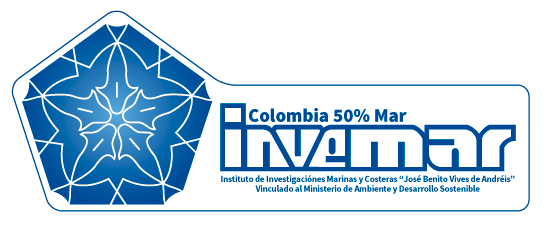 Colombia 50% Mar
invemar
Instituto de Investigaciónes Marinas y Costeras “José Benito Vives de Andréis”
Vinculado al Ministerio de Ambiente y Desarrollo Sostenible